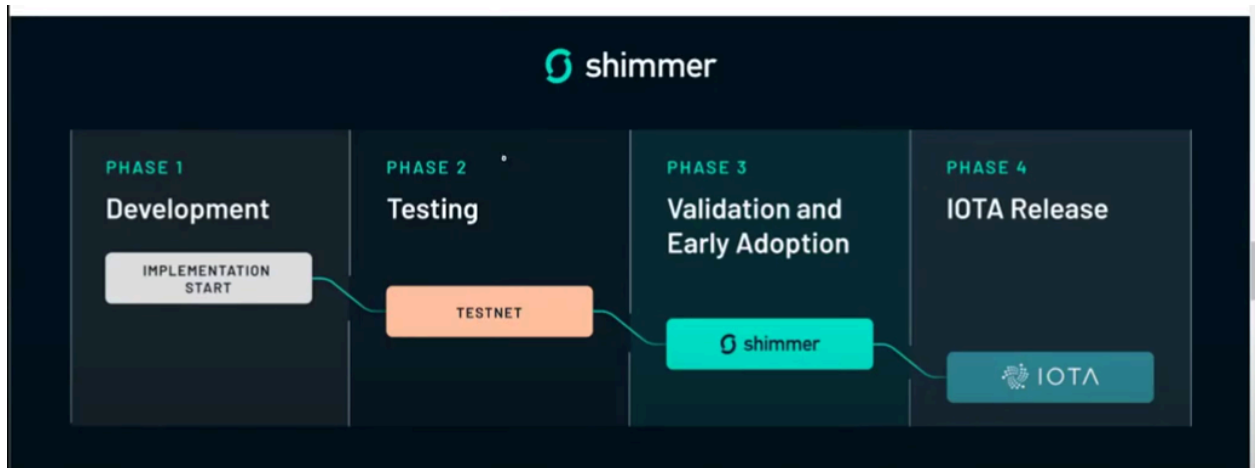 shimmer
PHASE 1
Development
IMPLEMENTATION
START
PHASE 2
Testing
TESTNET
PHASE 3
Validation and
Early Adoption
shimmer
PHASE 4
IOTA Release
IOTA